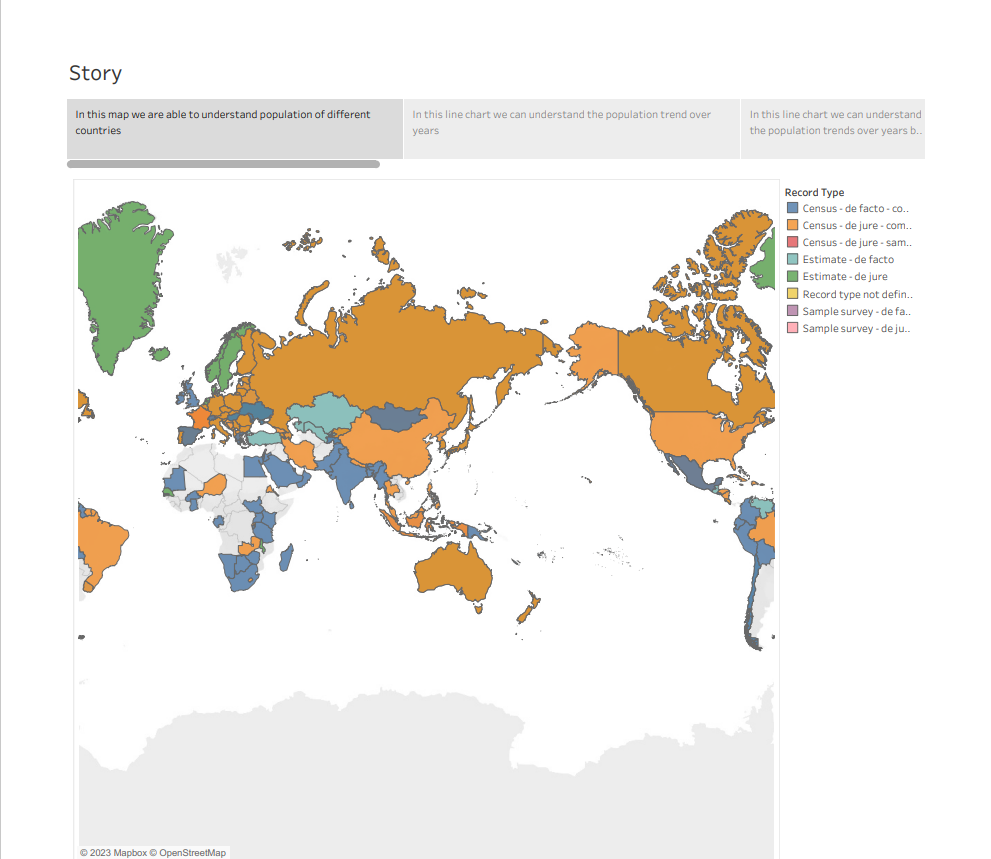 Story
In this map we are able to understand population of different
countries
In this line chart we can understand the population trend over
years
In this line chart we can understand
the population trends over years b..
Record Type
Census - de facto - co..
Census - de jure - com..
Census - de jure - sam..
Estimate - de facto
Estimate - de jure
Record type not defin..
Sample survey - de fa..
Sample survey - de ju..
© 2023 Mapbox © OpenStreetMap